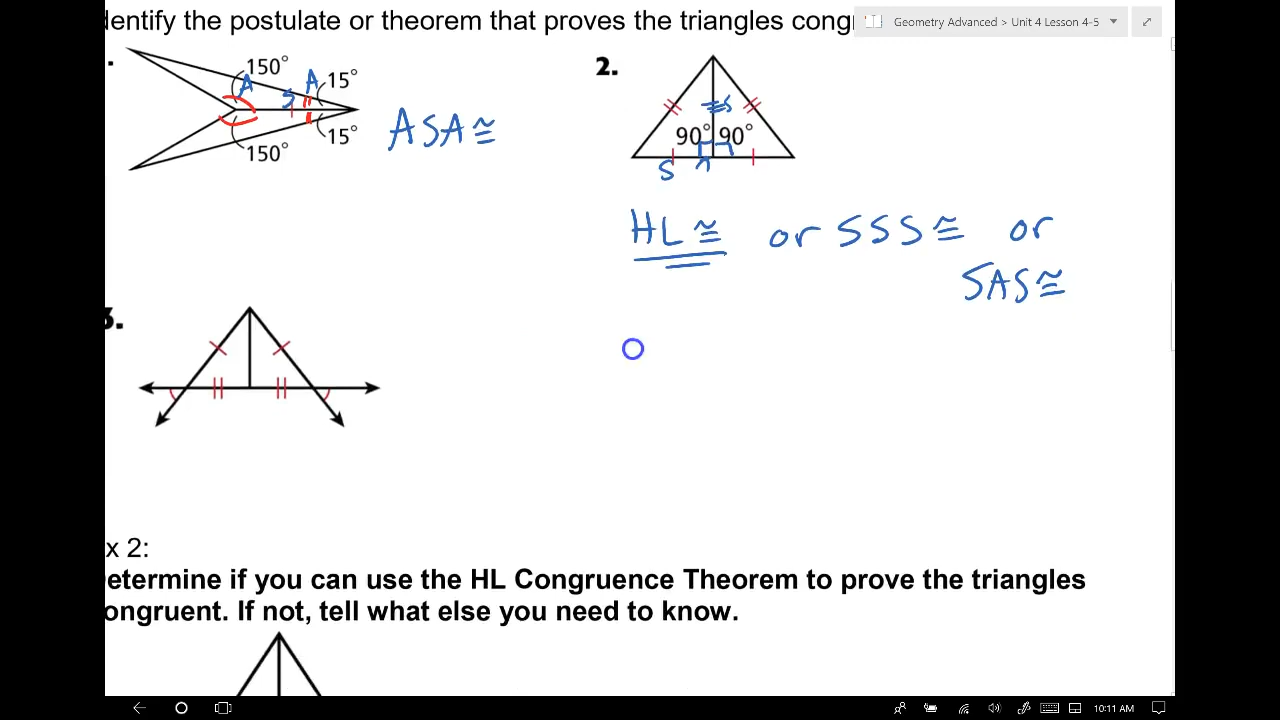 dentify the postulate or theorem that proves the triangles cong
Geometry Advanced > Unit 4 Lesson 4-5
150° 15°
A A
S
15°
150°
ASA≅
2.
S
90° 90°
S A
HL≅ or SSS≅ or
SAS≅
3.
x 2:
Determine if you can use the HL Congruence Theorem to prove the triangles
ongruent. If not, tell what else you need to know.
10:11 AM